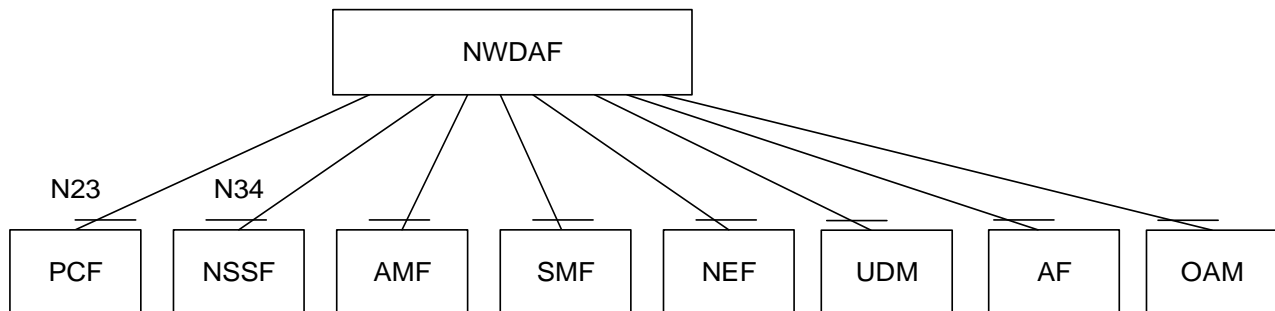 NWDAF
N23 N34
PCF NSSF AMF SMF NEF UDM AF OAM